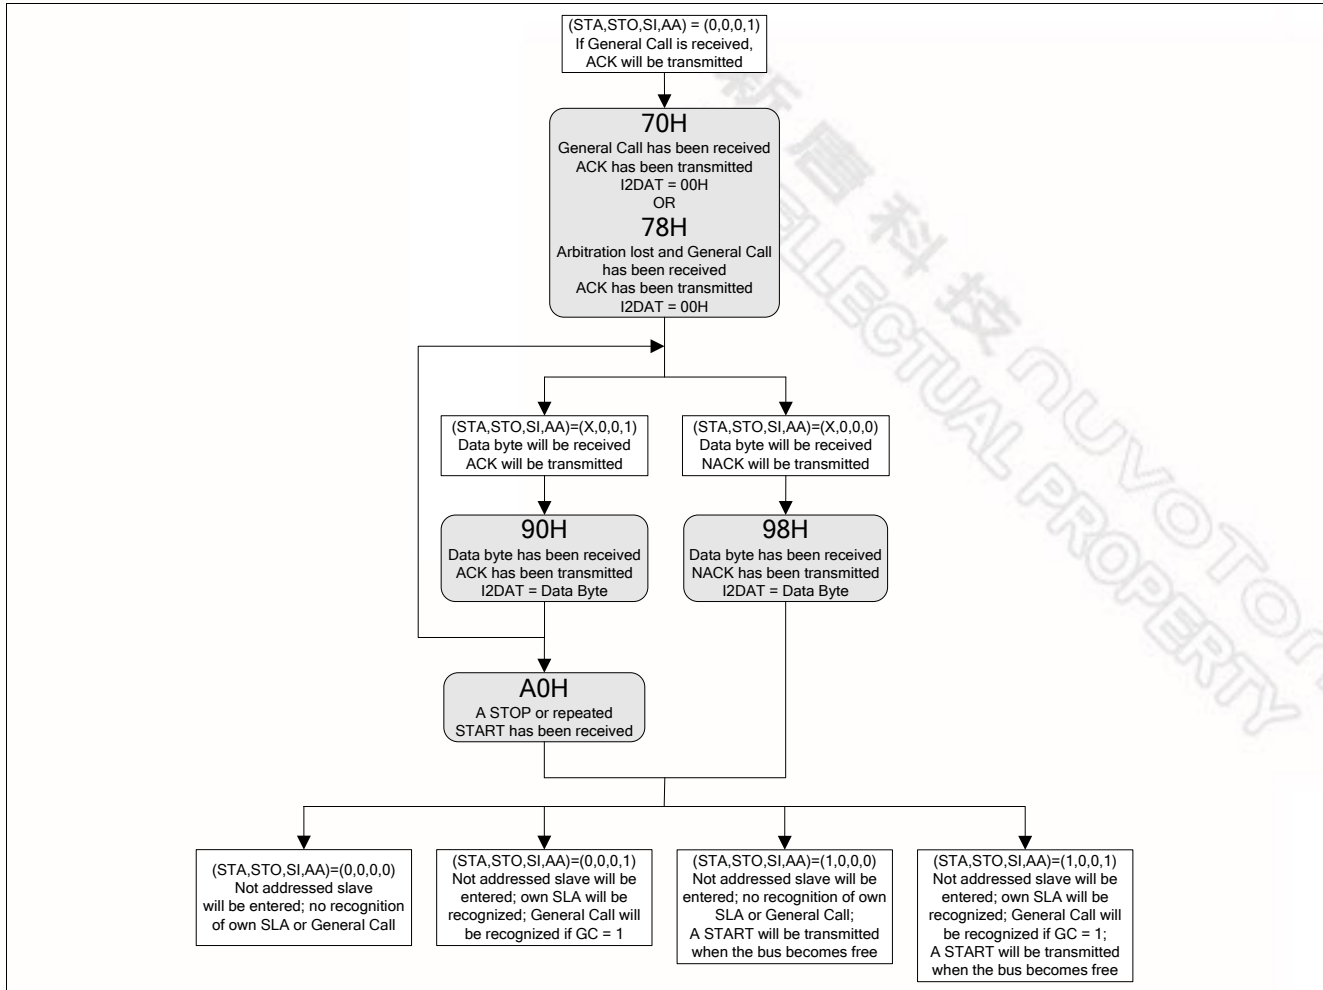 (STA,STO,SI,AA) = (0,0,0,1)
If General Call is received,
ACK will be transmitted
70H
General Call has been received
ACK has been transmitted
I2DAT = 00H
OR
78H
Arbitration lost and General Call
has been received
ACK has been transmitted
I2DAT = 00H
(STA,STO,SI,AA)=(X,0,0,1)
Data byte will be received
ACK will be transmitted
(STA,STO,SI,AA)=(X,0,0,0)
Data byte will be received
NACK will be transmitted
90H
Data byte has been received
ACK has been transmitted
I2DAT = Data Byte
98H
Data byte has been received
NACK has been transmitted
I2DAT = Data Byte
A0H
A STOP or repeated
START has been received
(STA,STO,SI,AA)=(0,0,0,0)
Not addressed slave
will be entered; no recognition
of own SLA or General Call
(STA,STO,SI,AA)=(0,0,0,1)
Not addressed slave will be
entered; own SLA will be
recognized; General Call will
be recognized if GC = 1
(STA,STO,SI,AA)=(1,0,0,0)
Not addressed slave will be
entered; no recognition of own
SLA or General Call;
A START will be transmitted
when the bus becomes free
(STA,STO,SI,AA)=(1,0,0,1)
Not addressed slave will be
entered; own SLA will be
recognized; General Call will
be recognized if GC = 1;
A START will be transmitted
when the bus becomes free
新唐科技 nuvoTon
PROPERTY